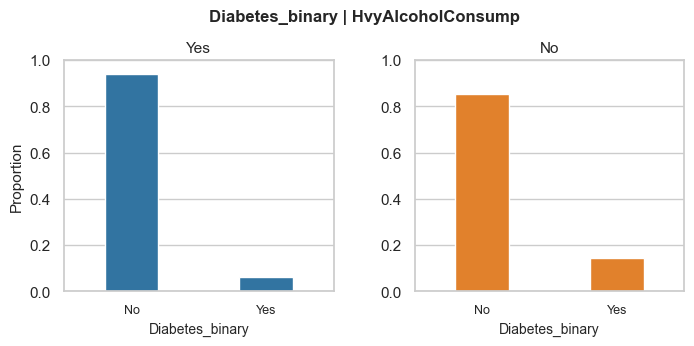 Diabetes_binary | HvyAlcoholConsump
Yes
No
1.0
0.8
0.6
0.4
0.2
0.0
Proportion
No
Yes
Diabetes_binary
1.0
0.8
0.6
0.4
0.2
0.0
No
Yes
Diabetes_binary